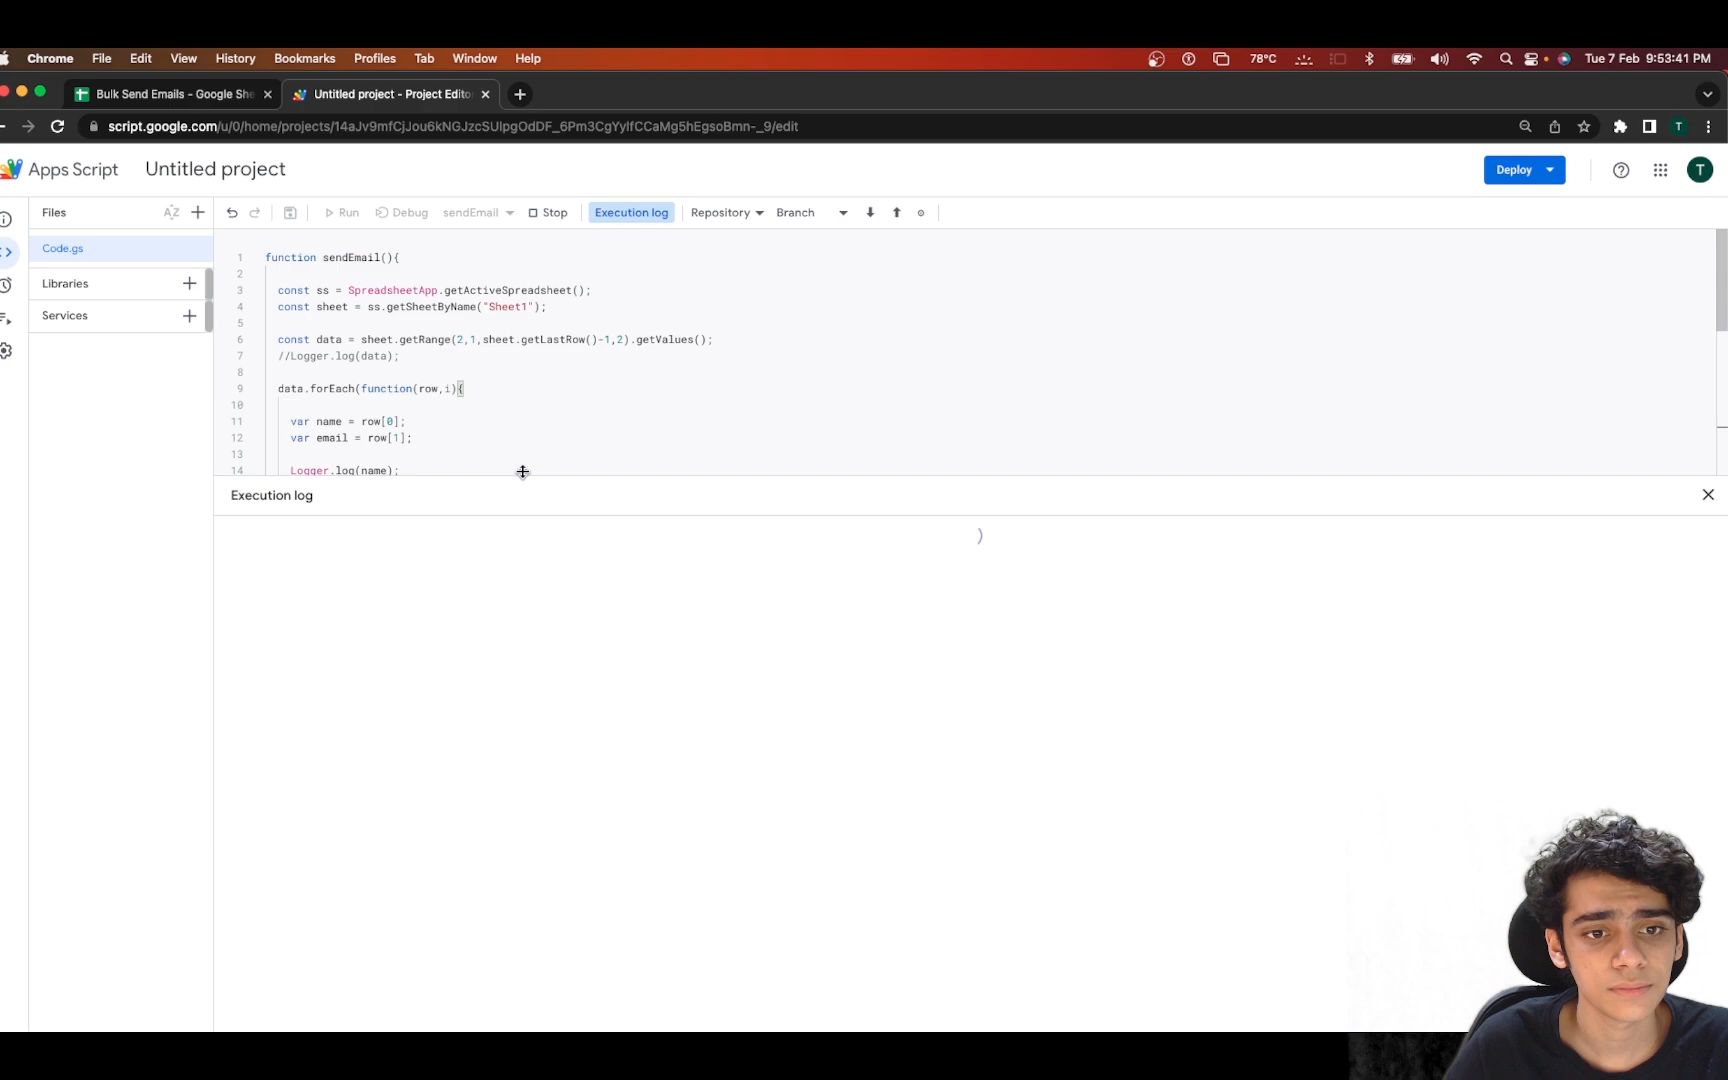 Chrome File Edit View History Bookmarks Profiles Tab Window Help 78°C Tue 7 Feb 9:53:41 PM
Bulk Send Emails - Google She Untitled project - Project Edito
script.google.com/u/0/home/projects/14aJv9mfCjJou6kNGJzcSUlpgOdDF_6Pm3CgYylfCCaMg5hEgsoBmn-_9/edit T
Apps Script Untitled project Deploy T
Files AZ Run Debug sendEmail Stop Execution log Repository Branch
Code.gs
Libraries
Services
1 function sendEmail(){
2
3 const ss = SpreadsheetApp.getActiveSpreadsheet();
4 const sheet = ss.getSheetByName("Sheet1");
5
6 const data = sheet.getRange(2,1,sheet.getLastRow()-1,2).getValues();
7 //Logger.log(data);
8
9 data.forEach(function(row,i){
10
11 var name = row[0];
12 var email = row[1];
13
14 Logger.log(name);
Execution log